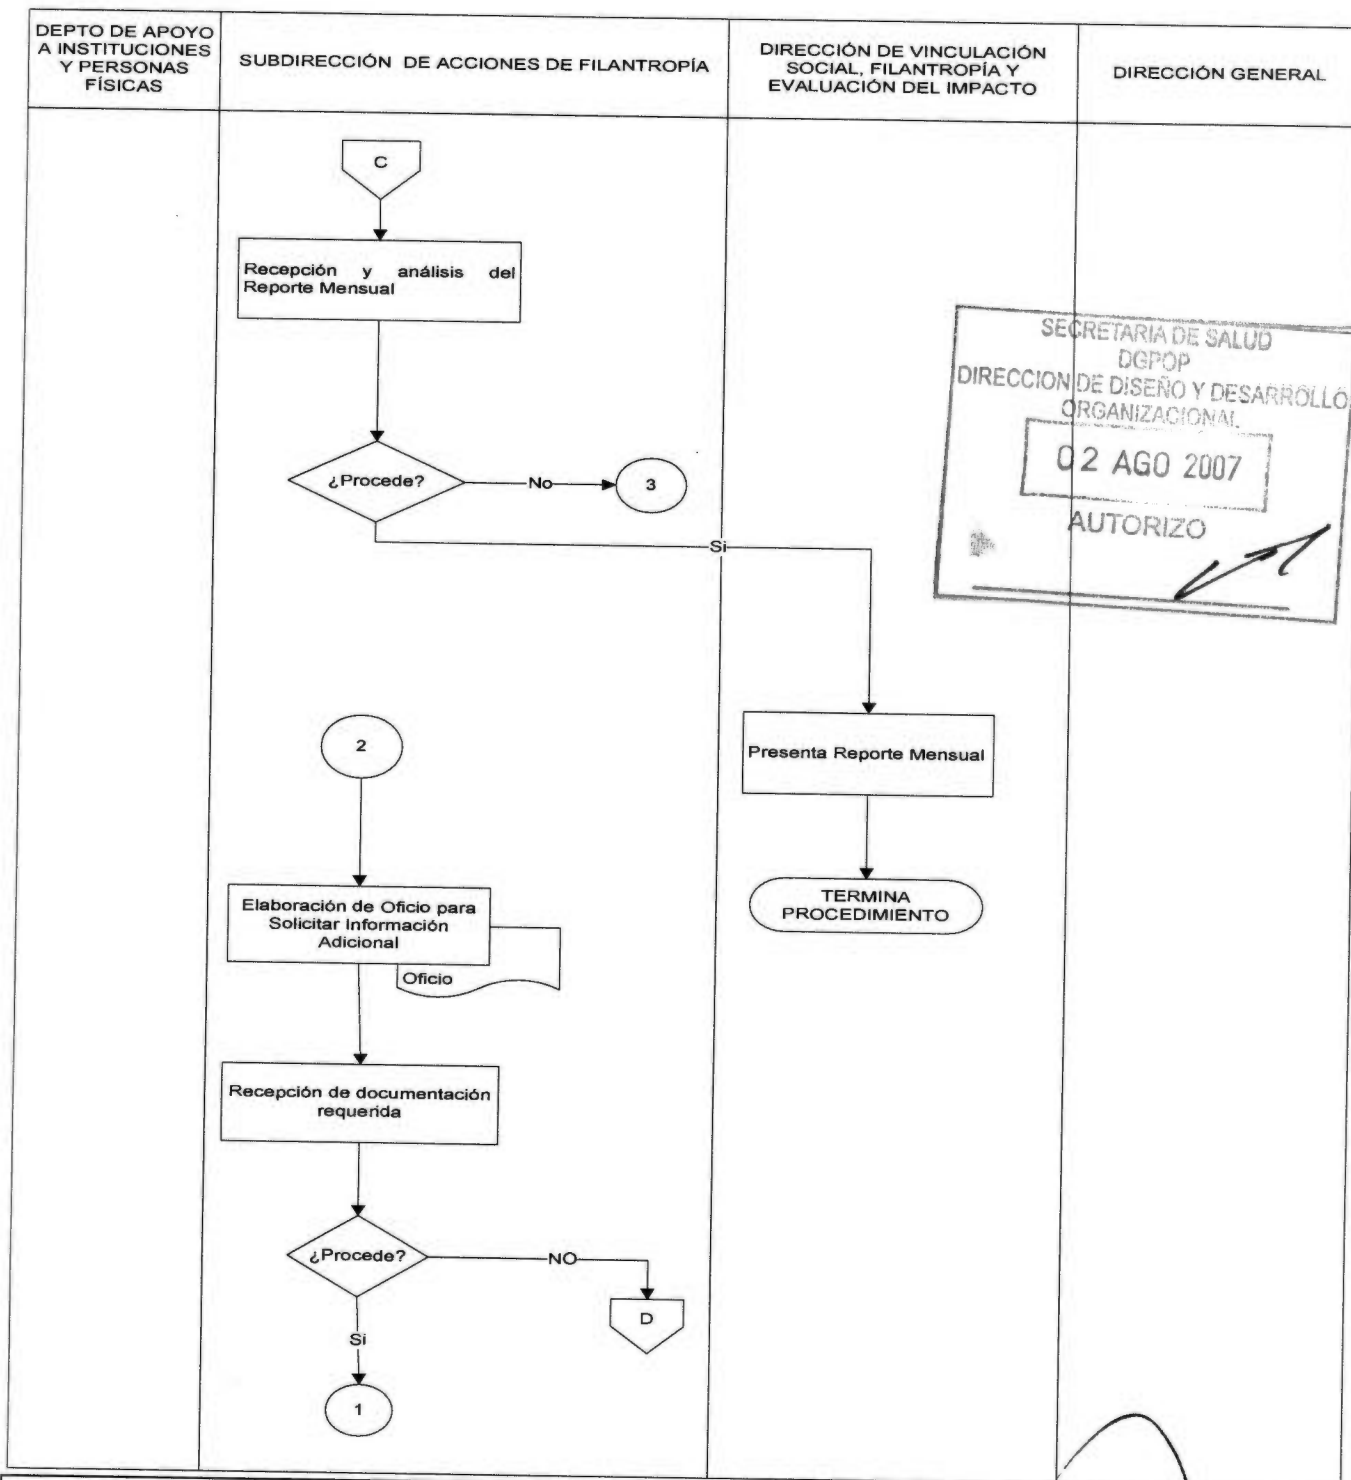 DEPTO DE APOYO
A INSTITUCIONES
Y PERSONAS
FÍSICAS
SUBDIRECCIÓN DE ACCIONES DE FILANTROPÍA
DIRECCIÓN DE VINCULACIÓN
SOCIAL, FILANTROPÍA Y
EVALUACIÓN DEL IMPACTO
DIRECCIÓN GENERAL
C
Recepción y análisis del
Reporte Mensual
¿Procede?
No
3
Si
SECRETARIA DE SALUD
DGPOP
DIRECCION DE DISEÑO Y DESARROLLO
ORGANIZACIONAL
02 AGO 2007
AUTORIZO
2
Presenta Reporte Mensual
Elaboración de Oficio para
Solicitar Información
Adicional
Oficio
TERMINA
PROCEDIMIENTO
Recepción de documentación
requerida
¿Procede?
NO
D
Si
1